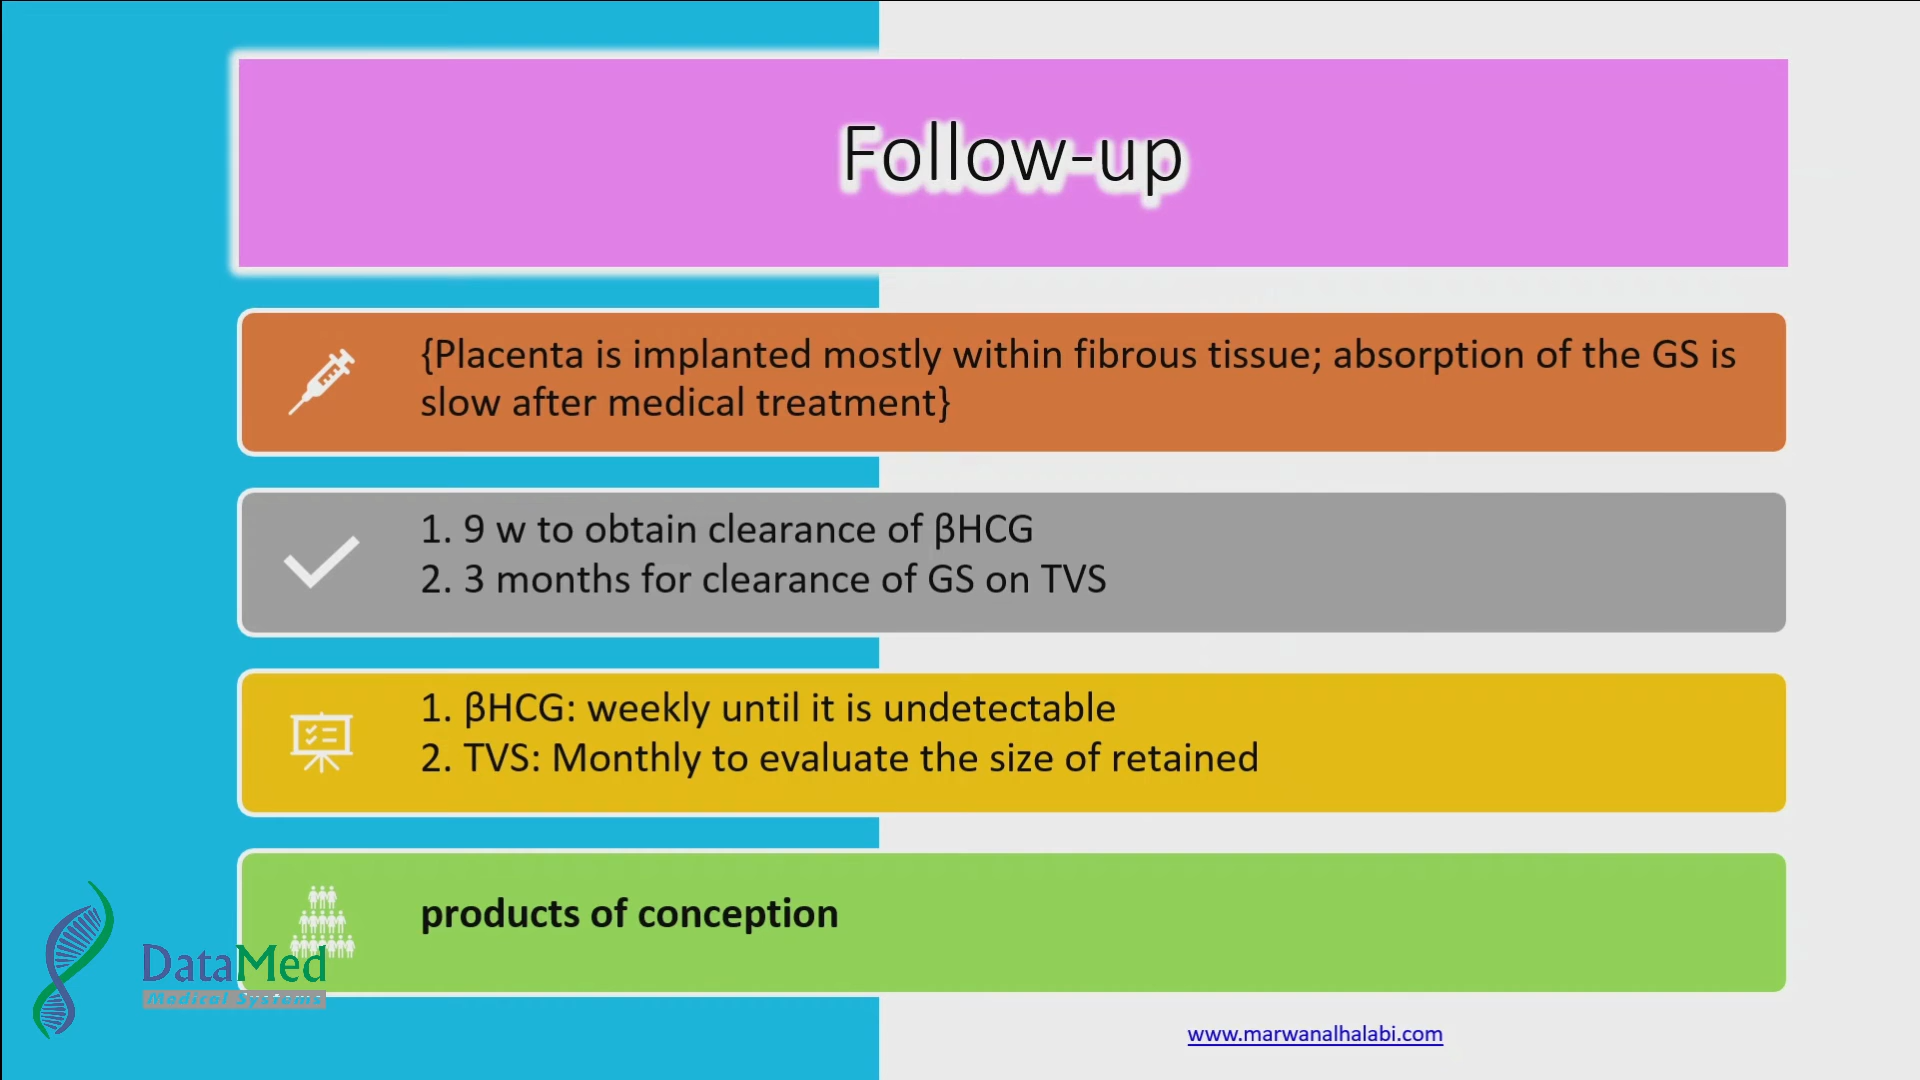 Follow-up
{Placenta is implanted mostly within fibrous tissue; absorption of the GS is
slow after medical treatment}
1. 9 w to obtain clearance of βHCG
2. 3 months for clearance of GS on TVS
1. βHCG: weekly until it is undetectable
2. TVS: Monthly to evaluate the size of retained
products of conception
DataMed
Medical Systems
www.marwanalhalabi.com